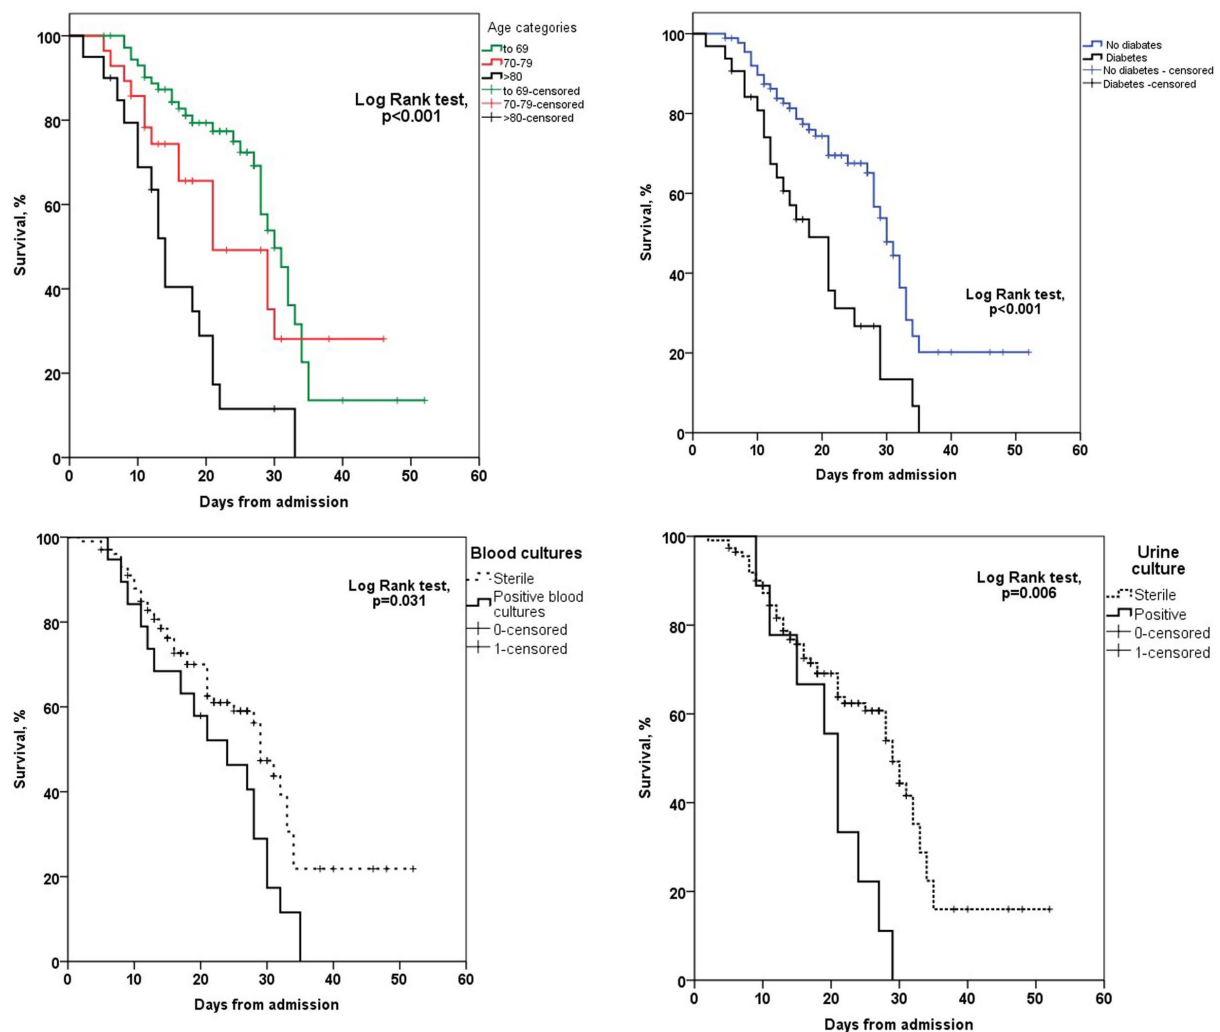 Age categories
to 69
70-79
>80
to 69-censored
70-79-censored
>80-censored
Log Rank test,
p<0.001
Survival, %
100
80
60
40
20
0
0 10 20 30 40 50 60
Days from admission
No diabates
Diabetes
No diabetes - censored
Diabetes -censored
Log Rank test,
p<0.001
Survival, %
100
80
60
40
20
0
0 10 20 30 40 50 60
Days from admission
Blood cultures
Sterile
Positive blood
cultures
0-censored
1-censored
Log Rank test,
p=0.031
Survival, %
100
80
60
40
20
0
0 10 20 30 40 50 60
Days from admission
Urine
culture
Sterile
Positive
0-censored
1-censored
Log Rank test,
p=0.006
Survival, %
100
80
60
40
20
0
0 10 20 30 40 50 60
Days from admission